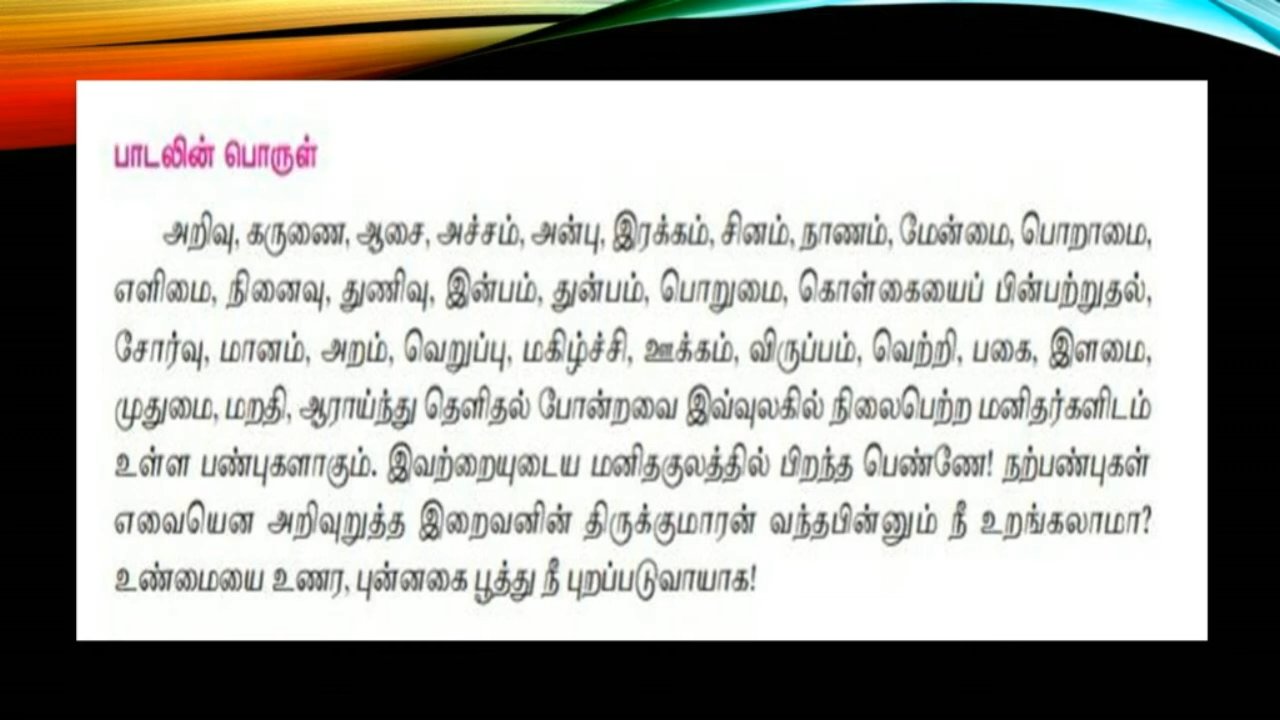 பாடலின் பொருள்
அறிவு, கருணை, ஆசை, அச்சம், அன்பு, இரக்கம், சினம், நாணம், மேன்மை, பொறாமை,
எளிமை, நினைவு, துணிவு, இன்பம், துன்பம், பொறுமை, கொள்கையைப் பின்பற்றுதல்,
சோர்வு, மானம், அறம், வெறுப்பு, மகிழ்ச்சி, ஊக்கம், விருப்பம், வெற்றி, பகை, இளமை,
முதுமை, மறதி, ஆராய்ந்து தெளிதல் போன்றவை இவ்வுலகில் நிலைபெற்ற மனிதர்களிடம்
உள்ள பண்புகளாகும். இவற்றையுடைய மனிதகுலத்தில் பிறந்த பெண்ணே! நற்பண்புகள்
எவையென அறிவுறுத்த இறைவனின் திருக்குமாரன் வந்தபின்னும் நீ உறங்கலாமா?
உண்மையை உணர, புன்னகை பூத்து நீ புறப்படுவாயாக!